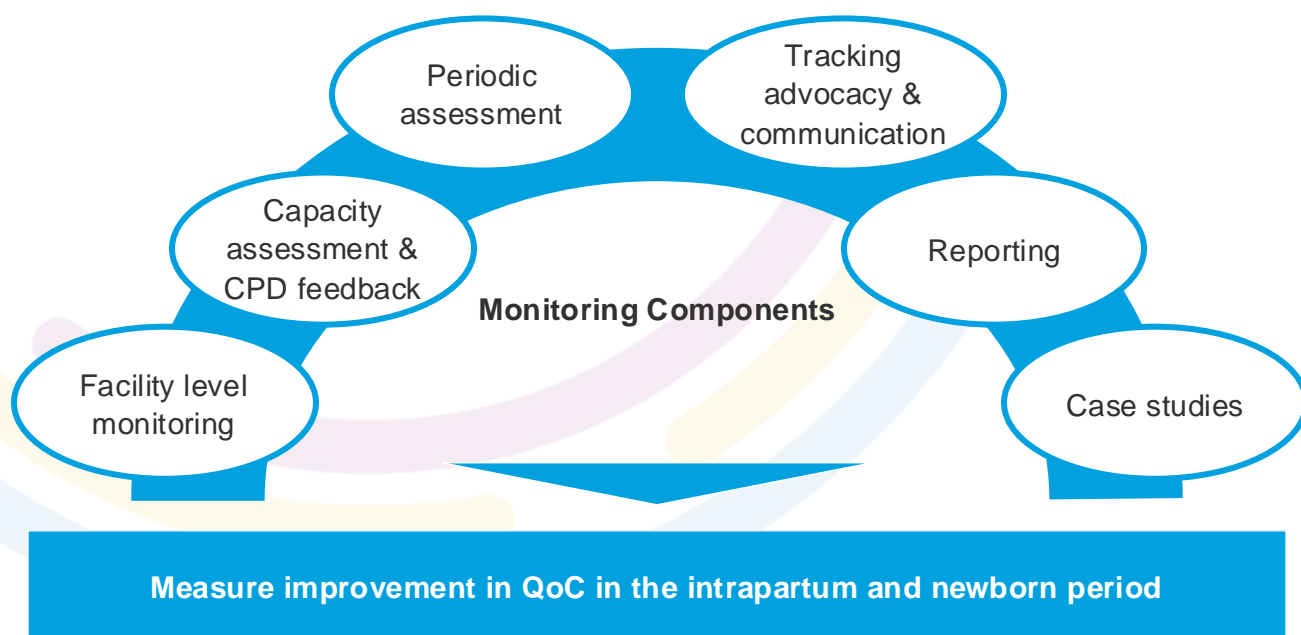 Periodic
assessment
Tracking
advocacy &
communication
Capacity
assessment &
CPD feedback
Reporting
Monitoring Components
Facility level
monitoring
Case studies
Measure improvement in QoC in the intrapartum and newborn period